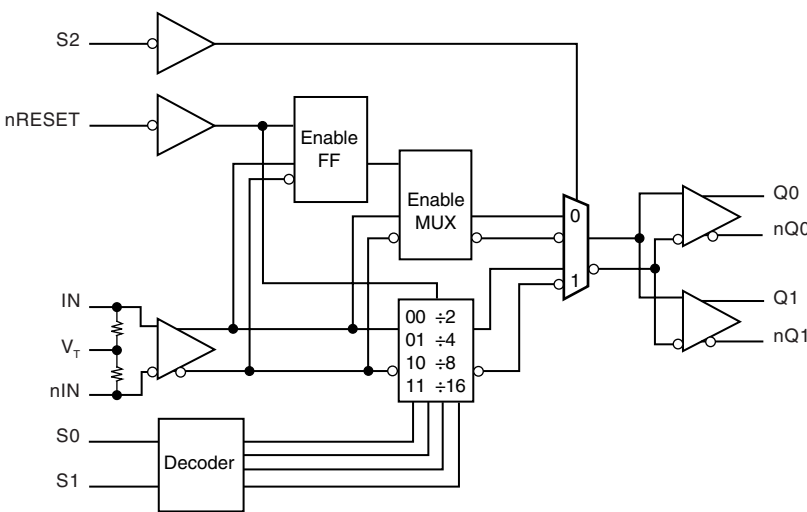 S2
nRESET
Enable
FF
Enable
MUX
0
1
Q0
nQ0
Q1
nQ1
IN
VT
nIN
00 ÷2
01 ÷4
10 ÷8
11 ÷16
S0
S1
Decoder